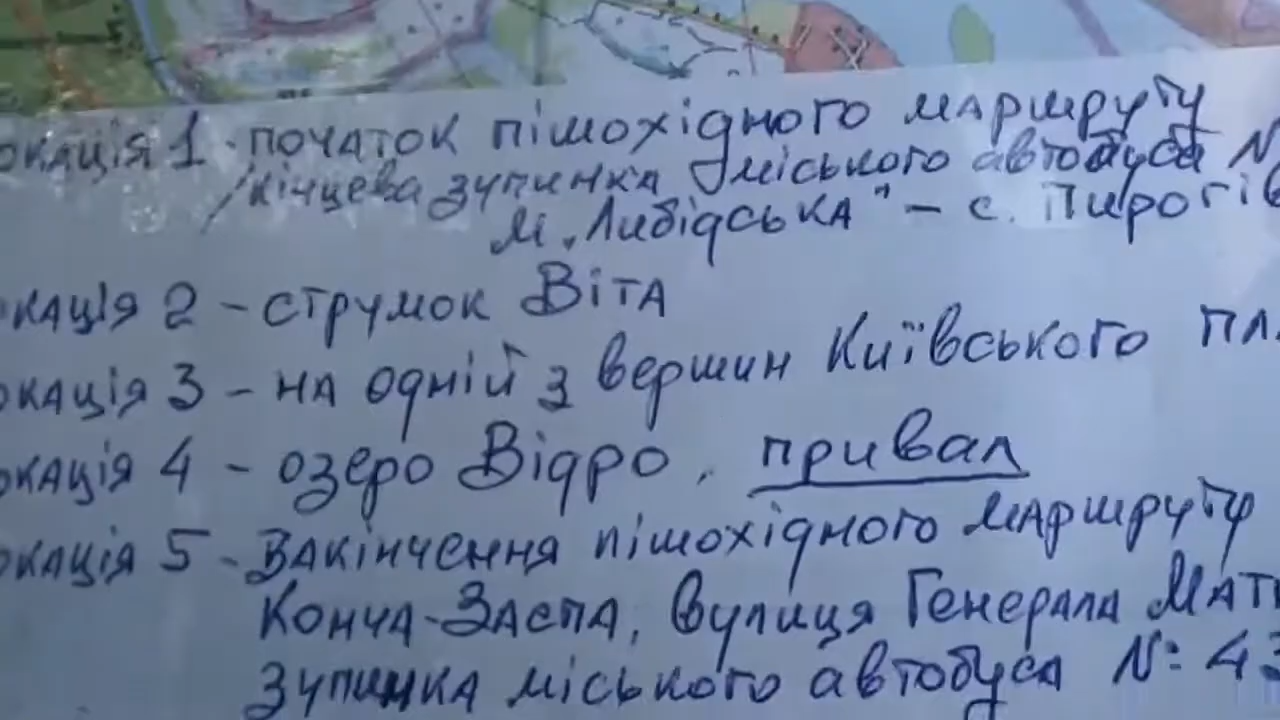 окація 1 - початок пішохідного маршруту
/кінцева зупинка міського автобуса N
м. „Либідська" – с. Пирогів
окація 2 – струмок Віта
окація 3 – на одній з вершин Київського пл
окація 4 – озеро Відро, привал
окація 5 - Закінчення пішохідного маршруту
Конча-Заспа, вулиця Генерала Мат
зупинка міського автобуса №: 43